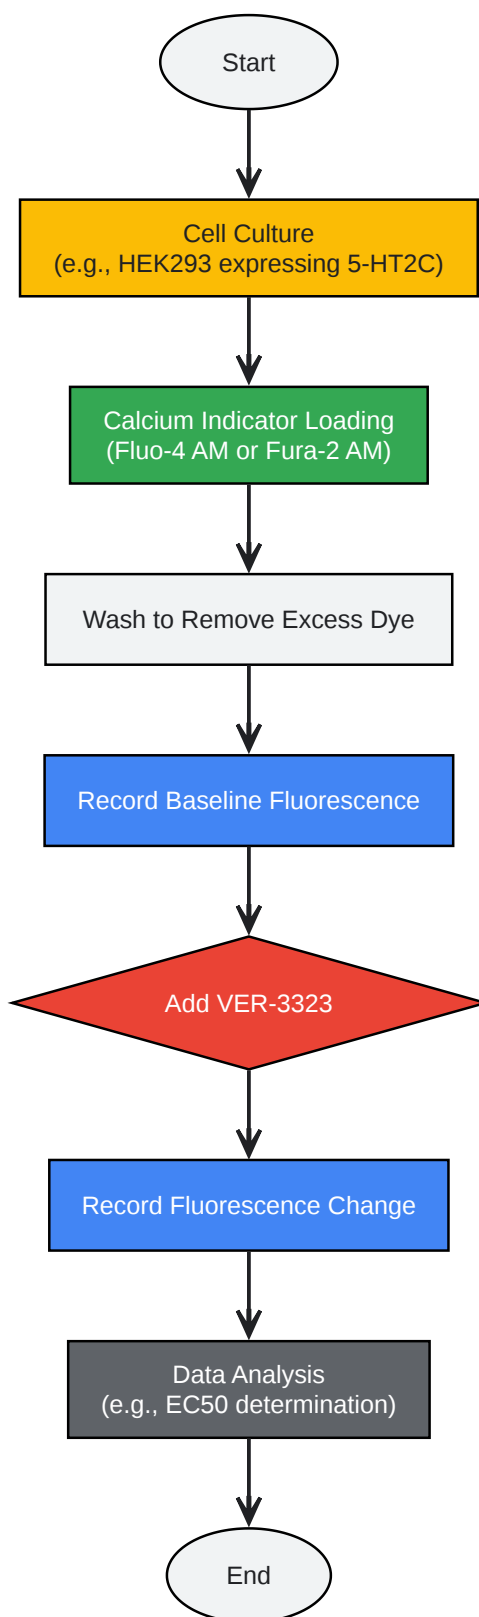 Start
Cell Culture
(e.g., HEK293 expressing 5-HT2C)
Calcium Indicator Loading
(Fluo-4 AM or Fura-2 AM)
Wash to Remove Excess Dye
Record Baseline Fluorescence
Add VER-3323
Record Fluorescence Change
Data Analysis
(e.g., EC50 determination)
End